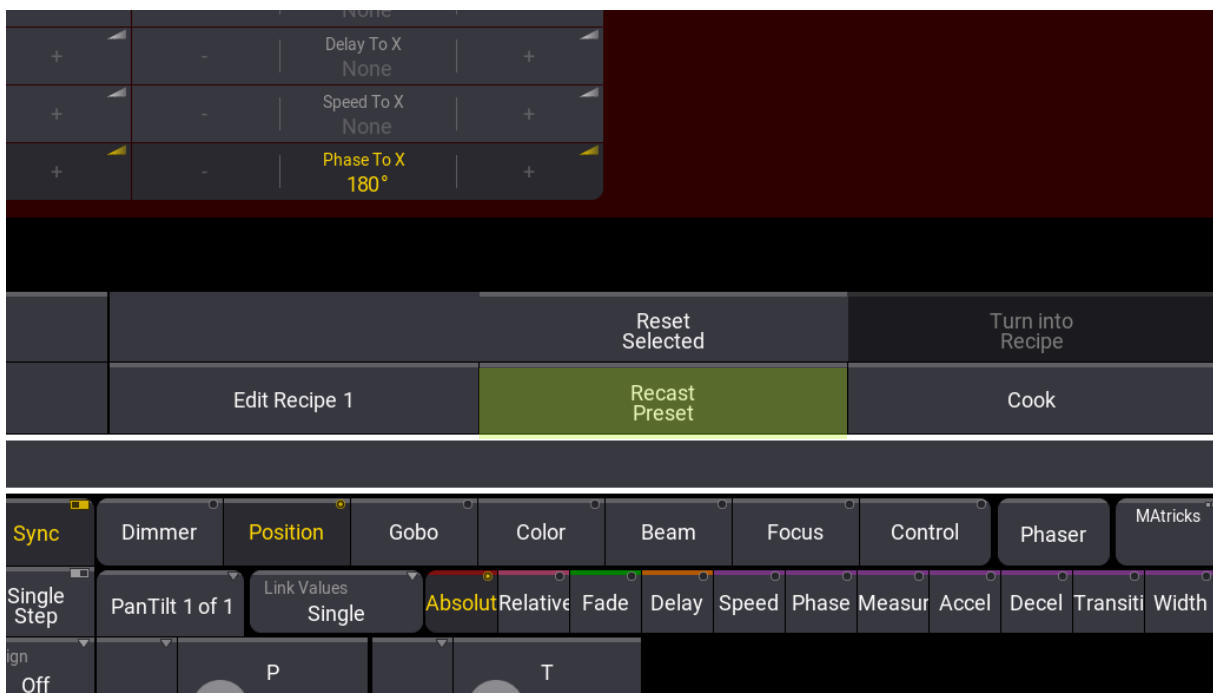 None
+
-
Delay To X
None
+
+
-
Speed To X
None
+
+
-
Phase To X
180°
+
Reset
Selected
Turn into
Recipe
Edit Recipe 1
Recast
Preset
Cook
Sync
Dimmer
Position
Gobo
Color
Beam
Focus
Control
Phaser
MAtricks
Single
Step
PanTilt 1 of 1
Link Values
Single
Absolut
Relative
Fade
Delay
Speed
Phase
Measur
Accel
Decel
Transiti
Width
ign
Off
P
T